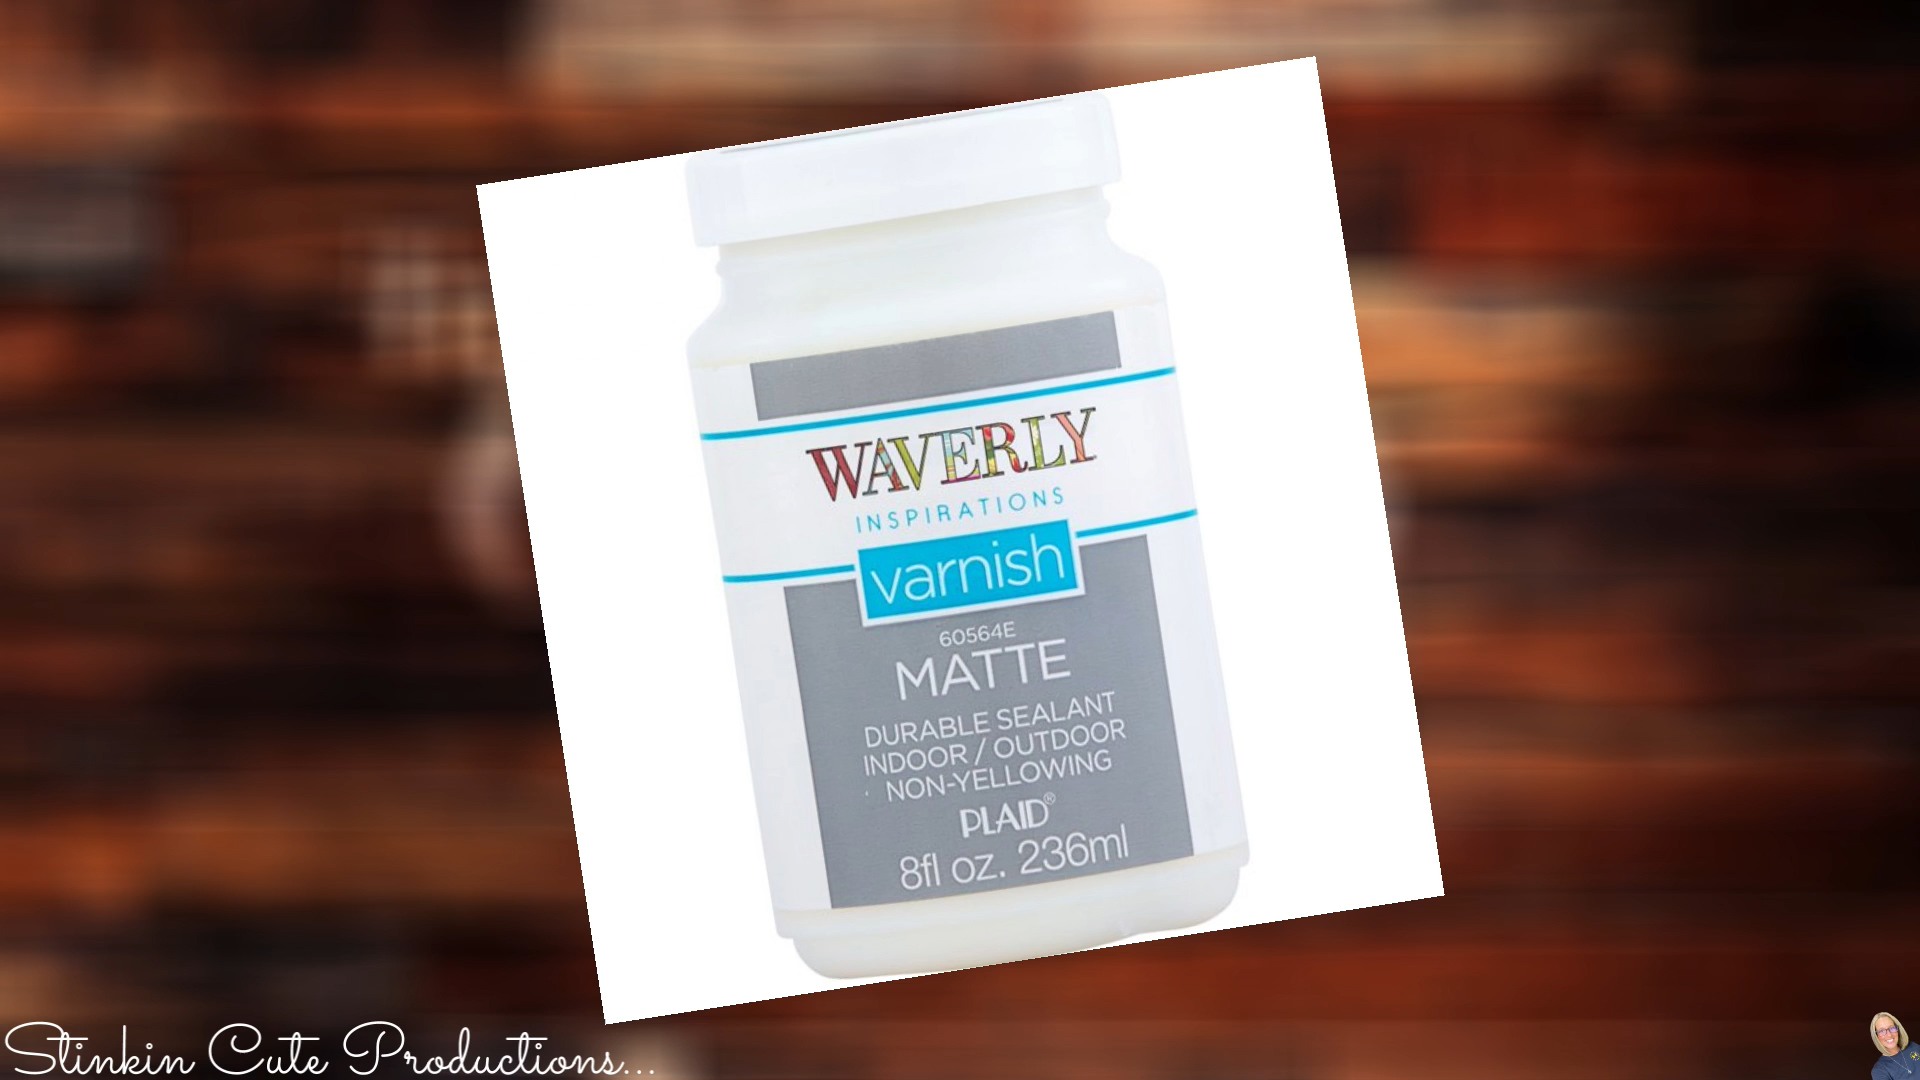 WAVERLY
INSPIRATIONS
varnish
60564E
MATTE
DURABLE SEALANT
INDOOR / OUTDOOR
NON-YELLOWING
PLAID®
8fl oz. 236ml
Stinkin Cute Productions...